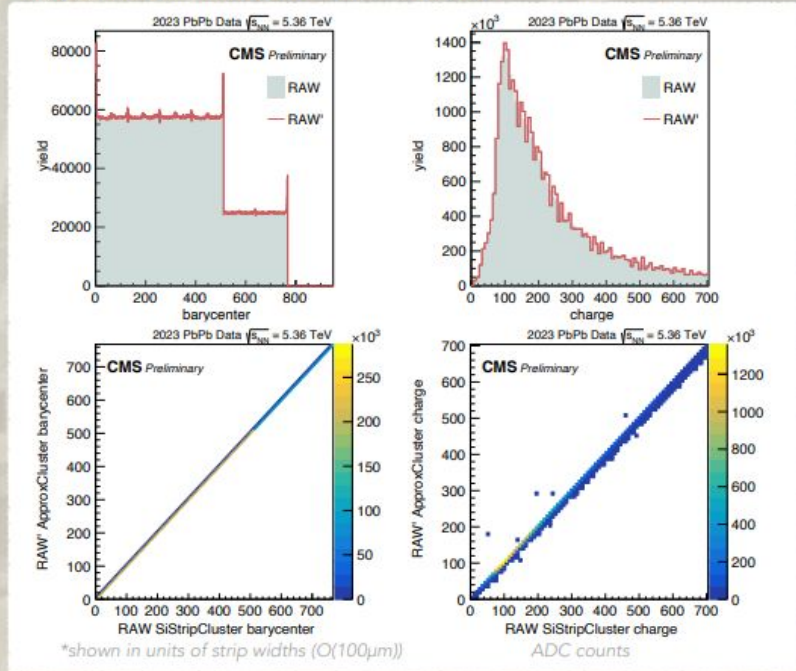 2023 PbPb Data √sNN = 5.36 TeV
CMS Preliminary
RAW
RAW'
yield
80000
60000
40000
20000
0
0 200 400 600 800
barycenter
2023 PbPb Data √sNN = 5.36 TeV
×10³
CMS Preliminary
RAW
RAW'
yield
1400
1200
1000
800
600
400
200
0
0 100 200 300 400 500 600 700
charge
2023 PbPb Data √sNN = 5.36 TeV
×10³
CMS Preliminary
RAW' ApproxCluster barycenter
700
600
500
400
300
200
100
0
0 100 200 300 400 500 600 700
250
200
150
100
50
0
RAW SiStripCluster barycenter
*shown in units of strip widths (O(100μm))
2023 PbPb Data √sNN = 5.36 TeV
×10³
CMS Preliminary
RAW' ApproxCluster charge
700
600
500
400
300
200
100
0
0 100 200 300 400 500 600 700
1200
1000
800
600
400
200
0
RAW SiStripCluster charge
ADC counts